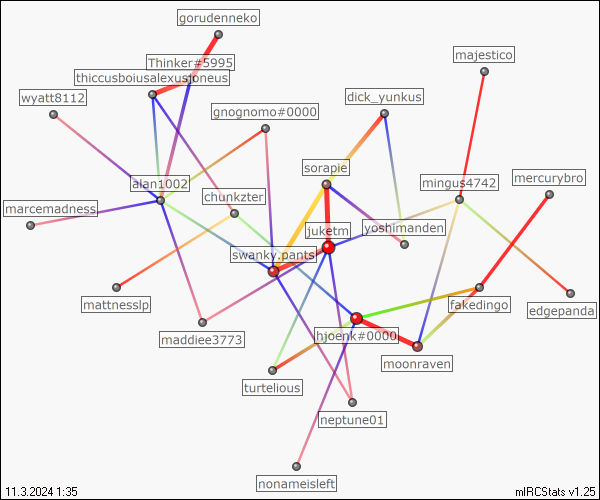 gorudenneko
majestico
Thinker#5995
thiccusboiusalexusjoneus
wyatt8112
dick_yunkus
gnognomo#0000
sorapie
mercurybro
alan1002
mingus4742
chunkzter
marcemadness
juketm
yoshimanden
swanky.pants
mattnesslp
fakedingo
edgepanda
maddiee3773
hjoenk#0000
moonraven
turtelious
neptune01
nonameisleft
11.3.2024 1:35
mIRCStats v1.25